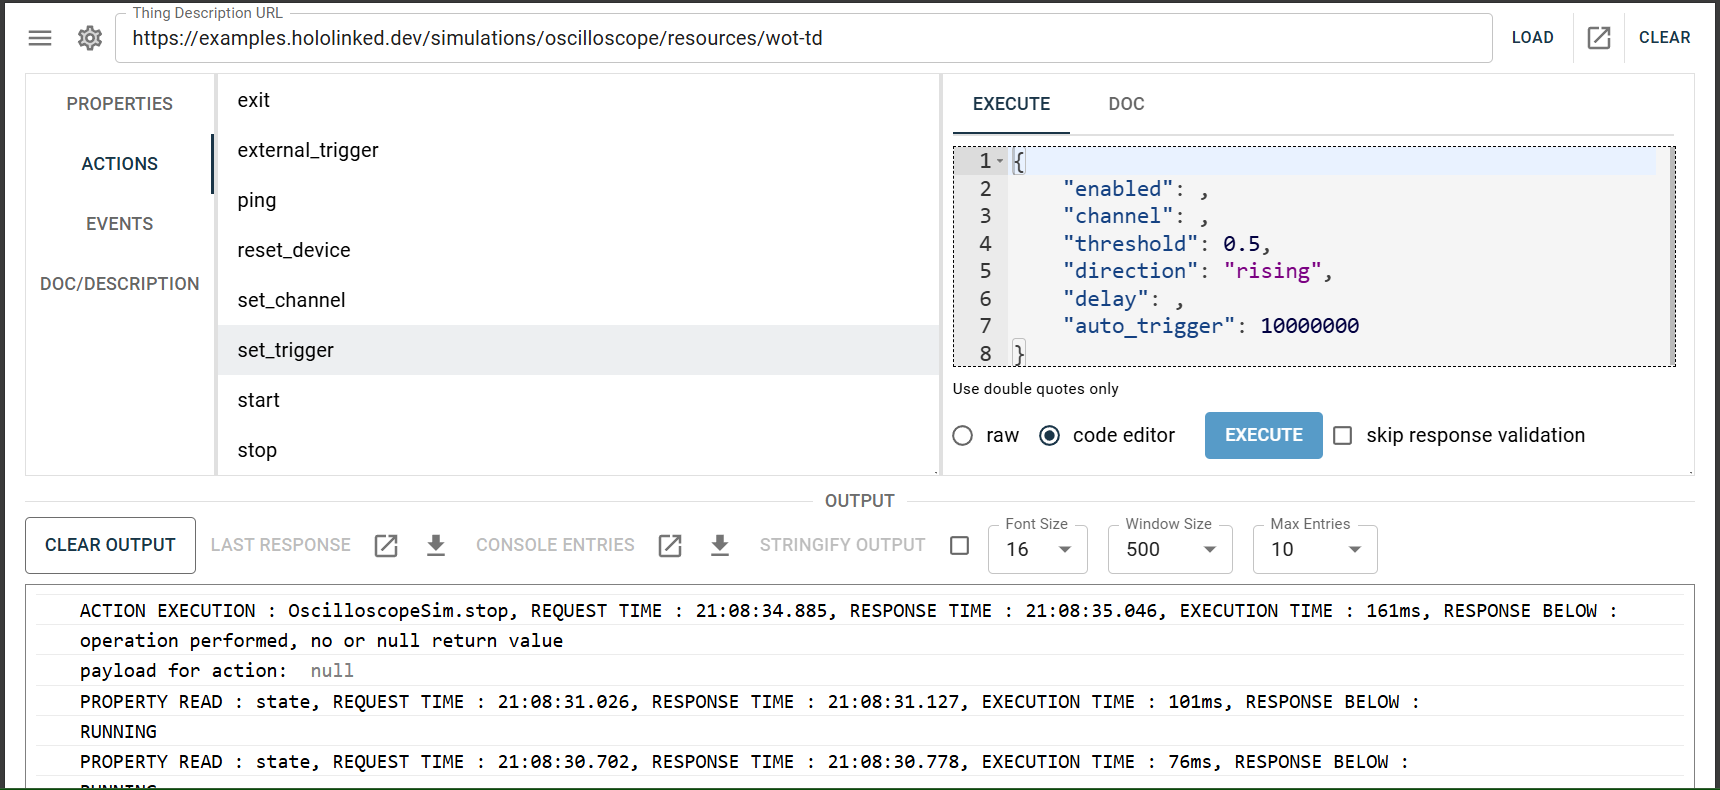 Thing Description URL
https://examples.hololinked.dev/simulations/oscilloscope/resources/wot-td
LOAD
CLEAR
PROPERTIES
ACTIONS
EVENTS
DOC/DESCRIPTION
exit
external_trigger
ping
reset_device
set_channel
set_trigger
start
stop
EXECUTE DOC
1 {
2 "enabled": ,
3 "channel": ,
4 "threshold": 0.5,
5 "direction": "rising",
6 "delay": ,
7 "auto_trigger": 10000000
8 }
Use double quotes only
raw code editor EXECUTE skip response validation
OUTPUT
CLEAR OUTPUT LAST RESPONSE CONSOLE ENTRIES STRINGIFY OUTPUT
Font Size
16
Window Size
500
Max Entries
10
ACTION EXECUTION : OscilloscopeSim.stop, REQUEST TIME : 21:08:34.885, RESPONSE TIME : 21:08:35.046, EXECUTION TIME : 161ms, RESPONSE BELOW :
operation performed, no or null return value
payload for action: null
PROPERTY READ : state, REQUEST TIME : 21:08:31.026, RESPONSE TIME : 21:08:31.127, EXECUTION TIME : 101ms, RESPONSE BELOW :
RUNNING
PROPERTY READ : state, REQUEST TIME : 21:08:30.702, RESPONSE TIME : 21:08:30.778, EXECUTION TIME : 76ms, RESPONSE BELOW :
RUNNING